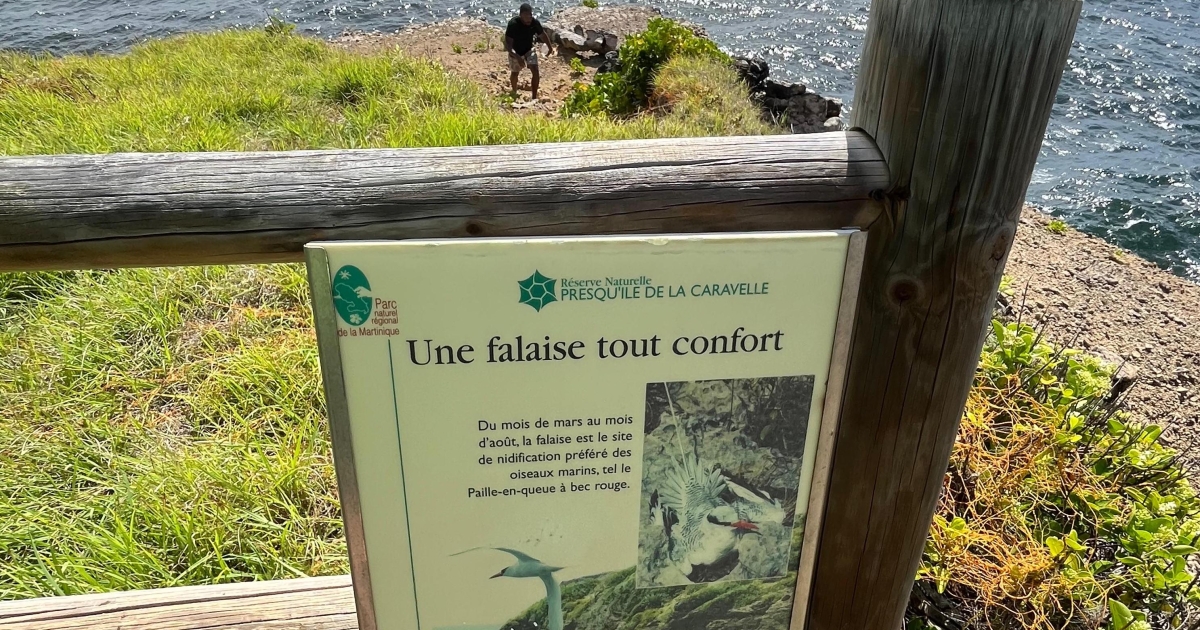 Parc
naturel
régional
de la Martinique
Réserve Naturelle
PRESQU'ILE DE LA CARAVELLE
Une falaise tout confort
Du mois de mars au mois
d'août, la falaise est le site
de nidification préféré des
oiseaux marins, tel le
Paille-en-queue à bec rouge.